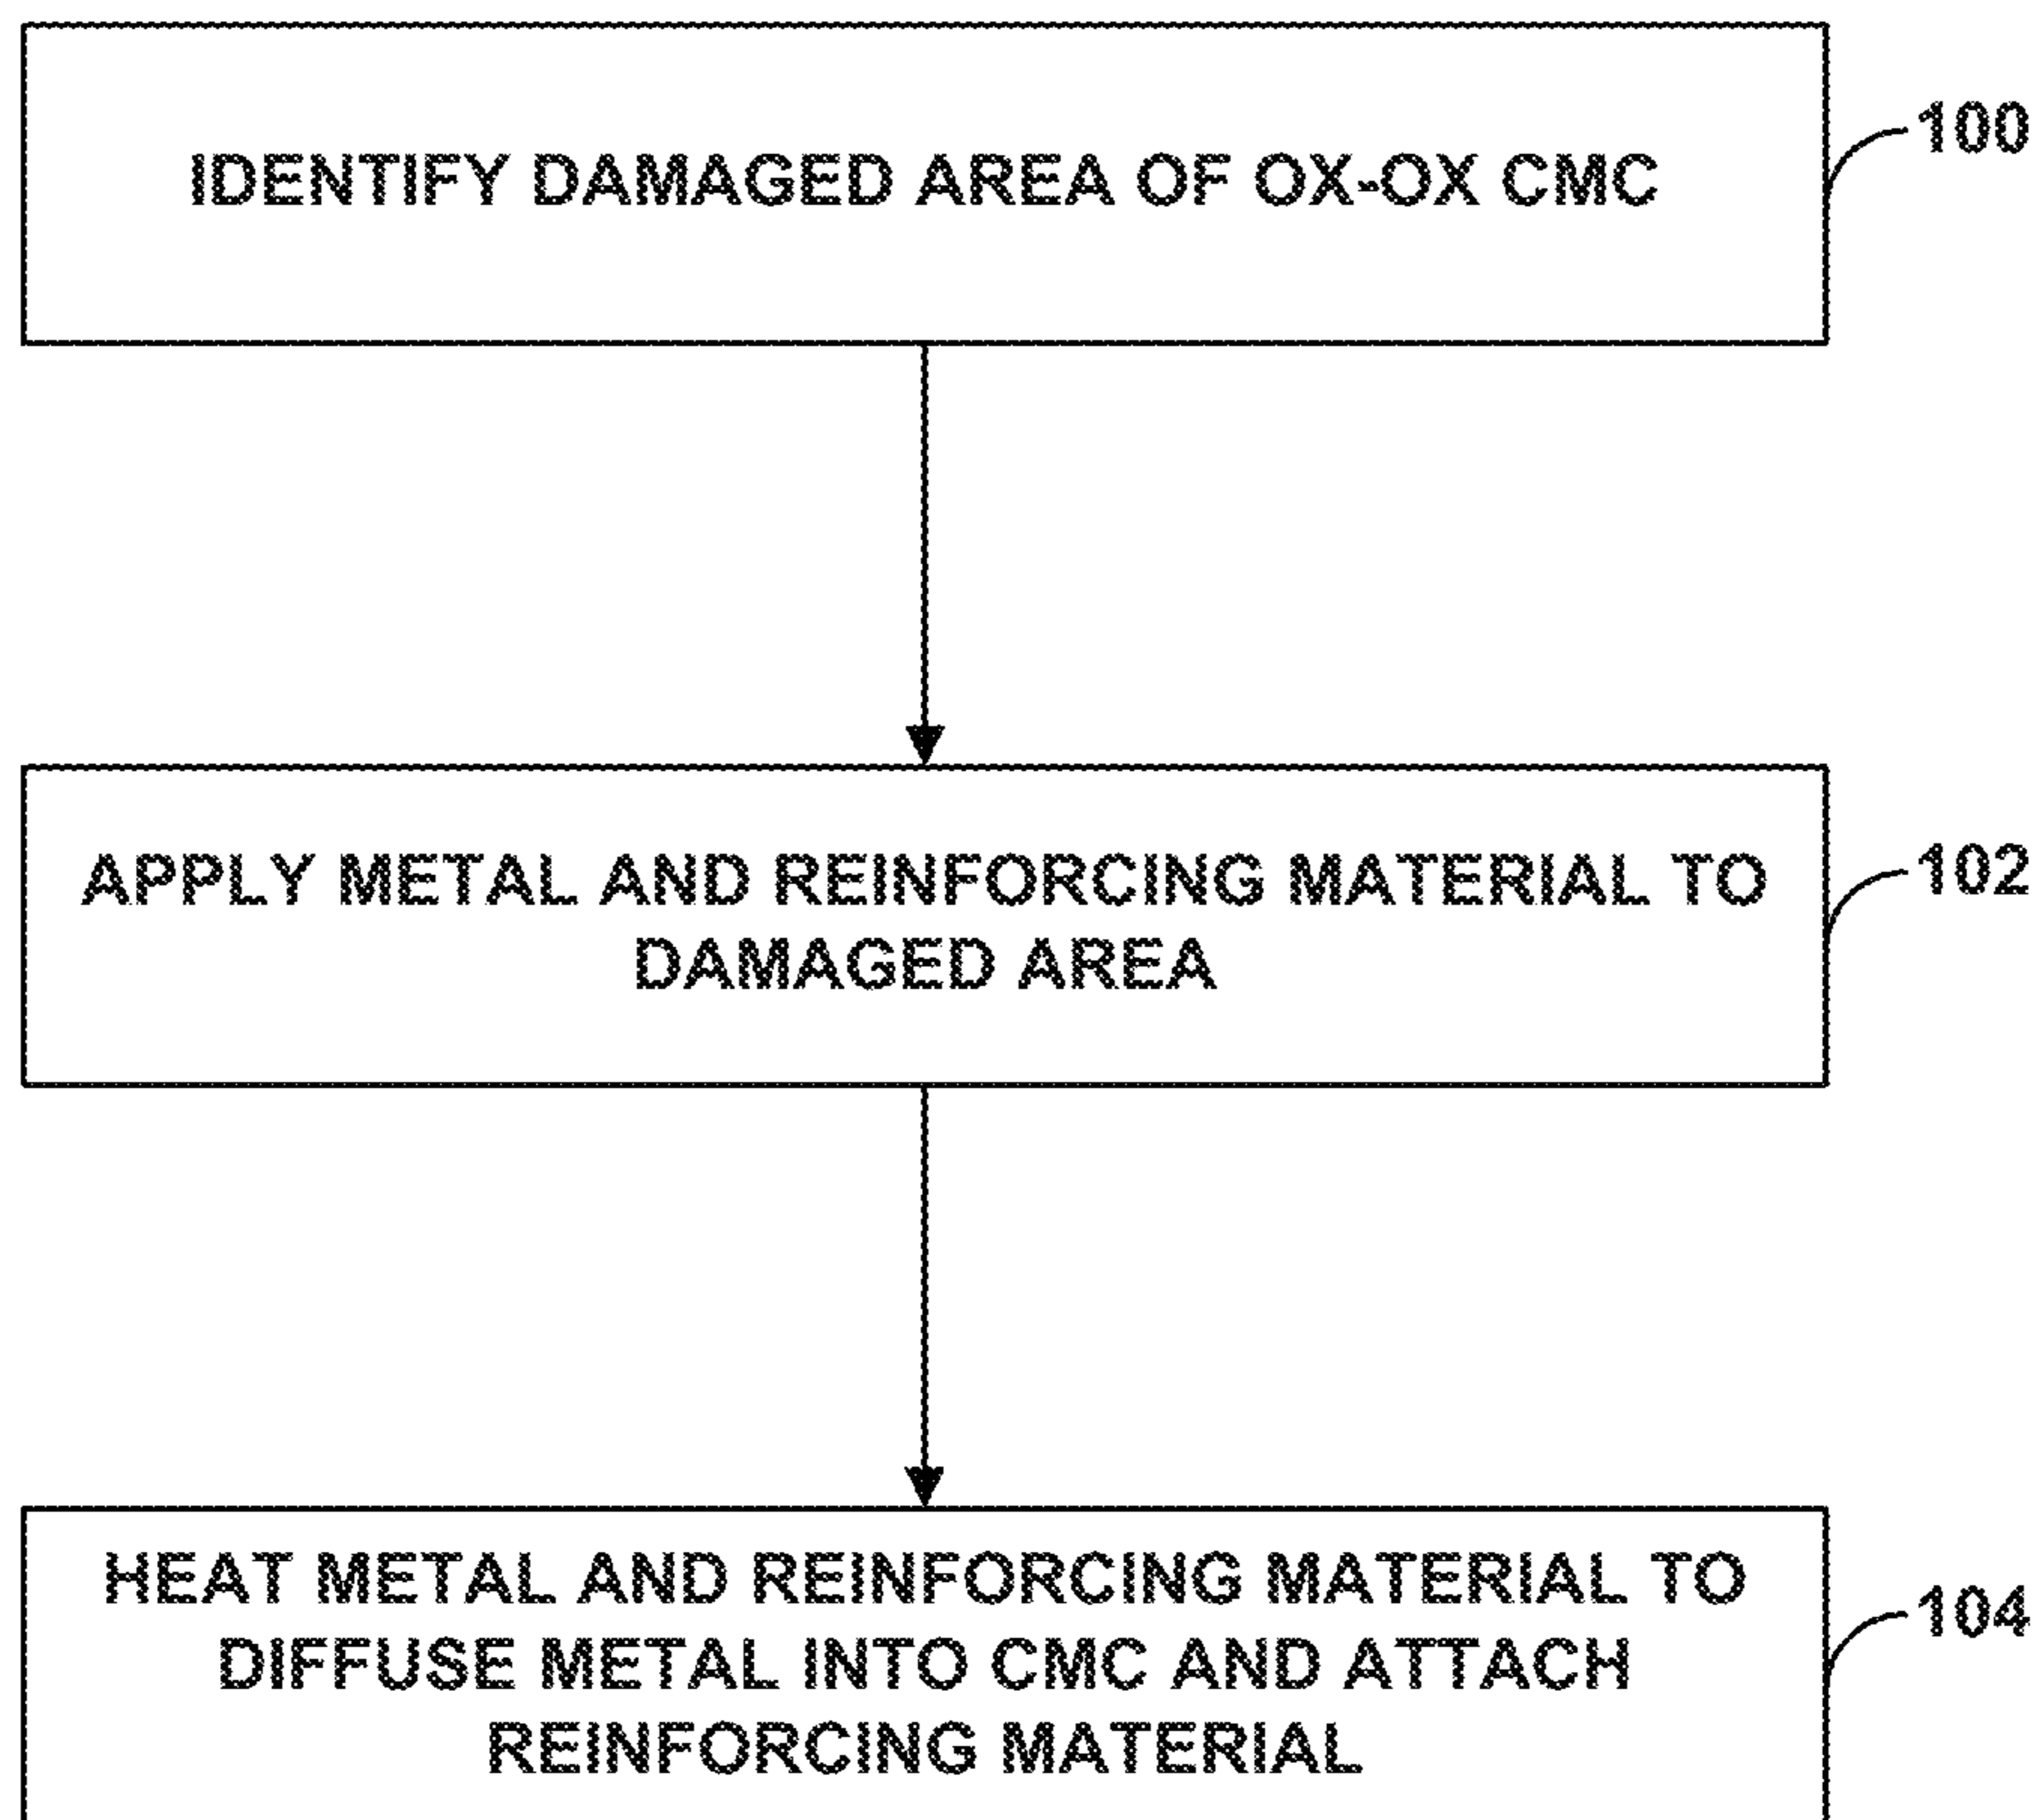 IDENTIFY DAMAGED AREA OF OX-OX CMC
100
APPLY METAL AND REINFORCING MATERIAL TO
DAMAGED AREA
102
HEAT METAL AND REINFORCING MATERIAL TO
DIFFUSE METAL INTO CMC AND ATTACH
REINFORCING MATERIAL
104